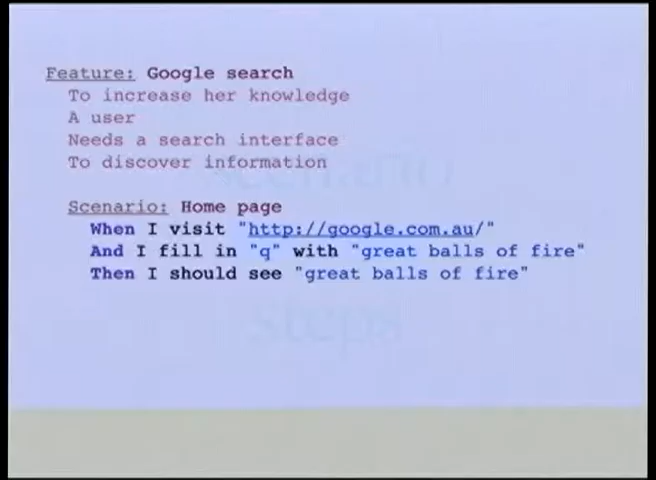 Feature: Google search
To increase her knowledge
A user
Needs a search interface
To discover information
scenario
Scenario: Home page
When I visit "http://google.com.au/"
And I fill in "q" with "great balls of fire"
Then I should see "great balls of fire"
steps